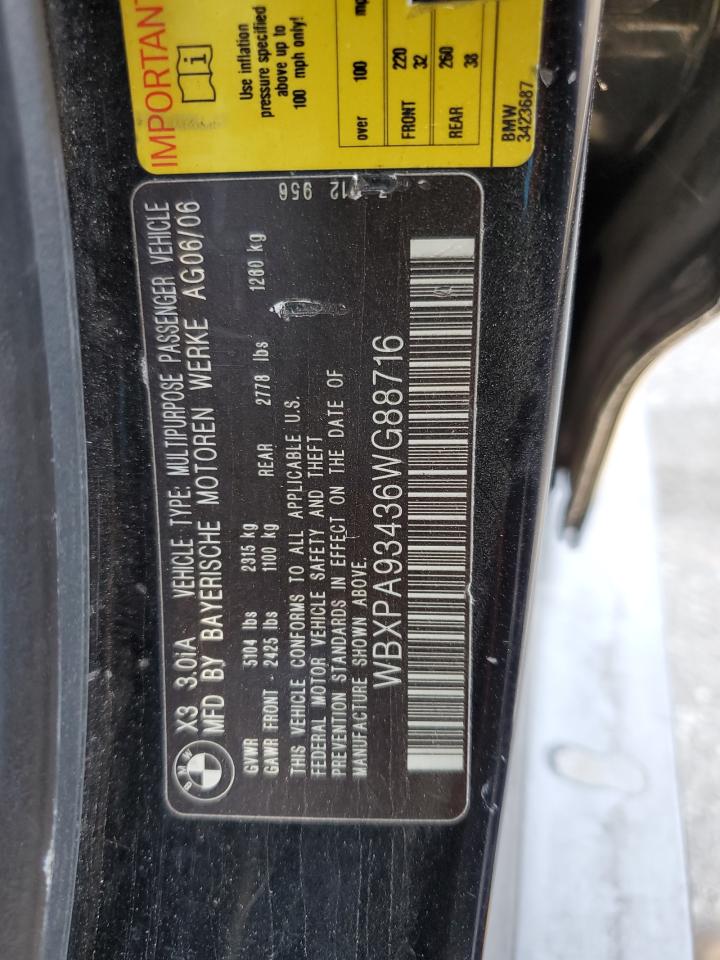 IMPORTANT
Use inflation
pressure specified
above up to
100 mph only!
over 100 mp
FRONT 220
32
REAR 260
38
BMW
3423687
BMW
X3 3.0iA VEHICLE TYPE: MULTIPURPOSE PASSENGER VEHICLE
MFD BY BAYERISCHE MOTOREN WERKE AG06/06
GVWR 5104 lbs 2315 kg
GAWR FRONT - 2425 lbs 1100 kg REAR 2778 lbs 1260 kg
THIS VEHICLE CONFORMS TO ALL APPLICABLE U.S.
FEDERAL MOTOR VEHICLE SAFETY AND THEFT
PREVENTION STANDARDS IN EFFECT ON THE DATE OF
MANUFACTURE SHOWN ABOVE.
WBXPA93436WG88716
956